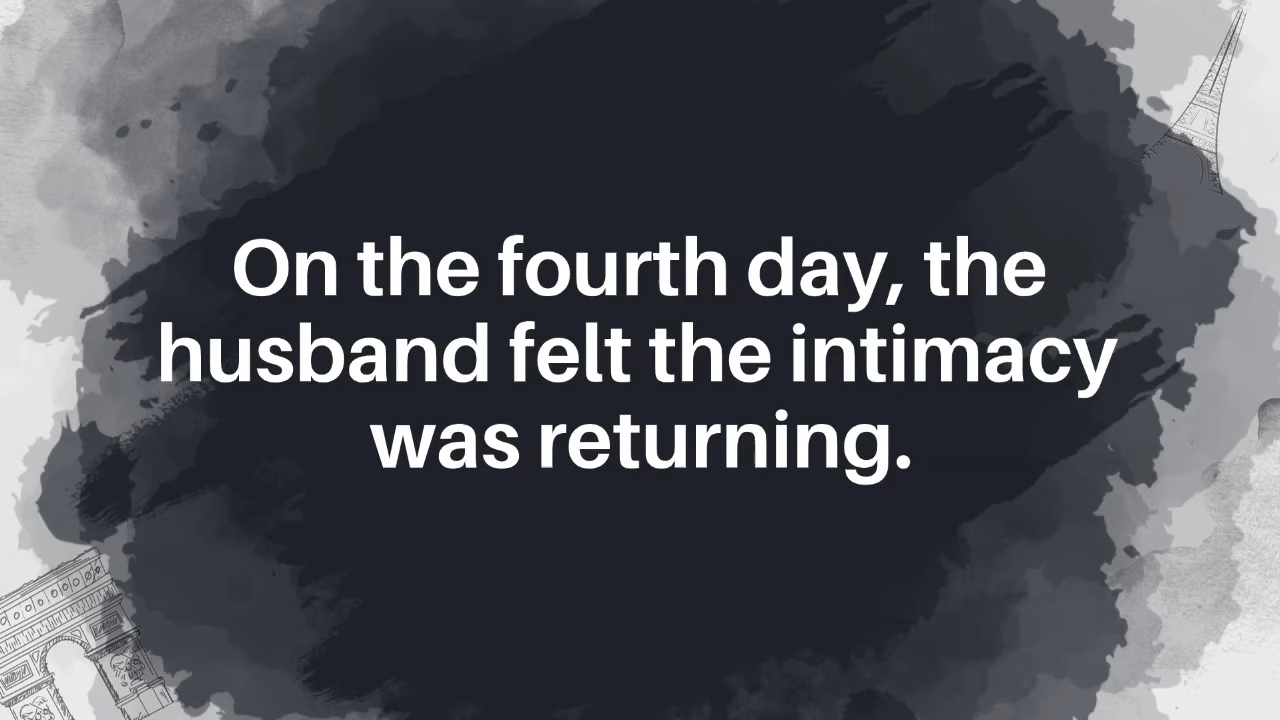 On the fourth day, the
husband felt the intimacy
was returning.